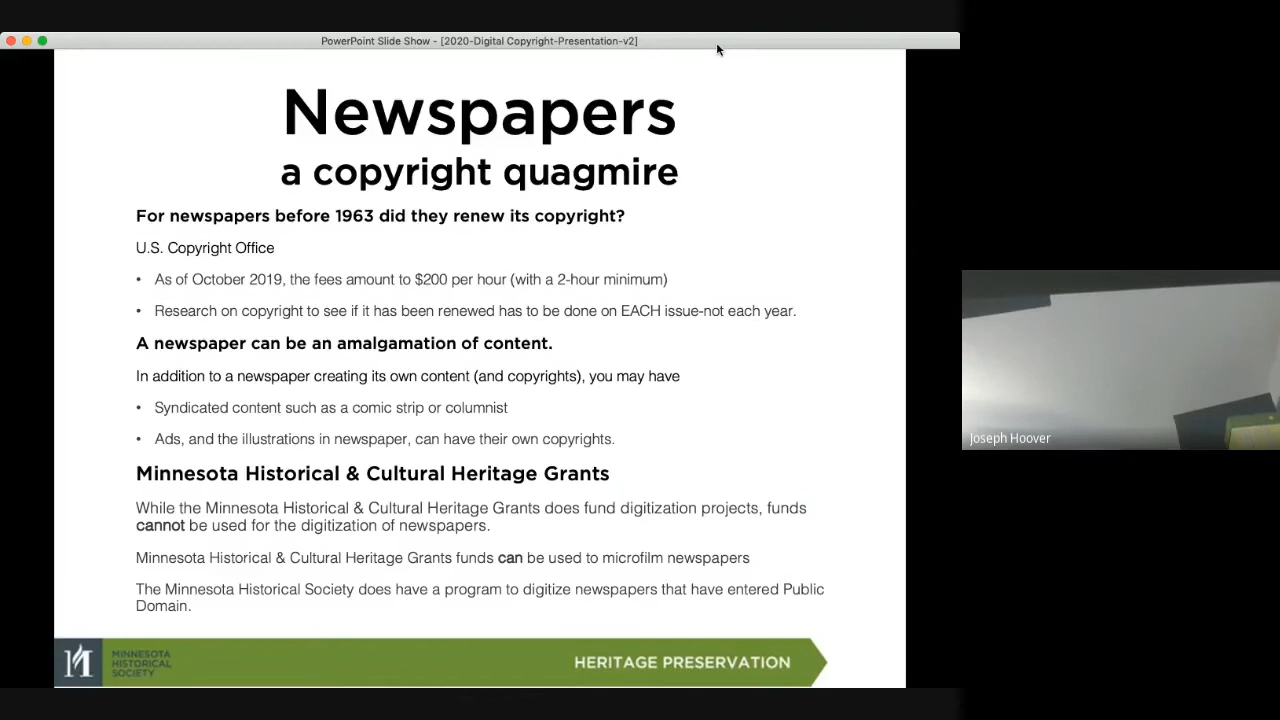 PowerPoint Slide Show - [2020-Digital Copyright-Presentation-v2]
Newspapers
a copyright quagmire
For newspapers before 1963 did they renew its copyright?
U.S. Copyright Office
• As of October 2019, the fees amount to $200 per hour (with a 2-hour minimum)
• Research on copyright to see if it has been renewed has to be done on EACH issue-not each year.
A newspaper can be an amalgamation of content.
In addition to a newspaper creating its own content (and copyrights), you may have
• Syndicated content such as a comic strip or columnist
• Ads, and the illustrations in newspaper, can have their own copyrights.
Minnesota Historical & Cultural Heritage Grants
While the Minnesota Historical & Cultural Heritage Grants does fund digitization projects, funds
cannot be used for the digitization of newspapers.
Minnesota Historical & Cultural Heritage Grants funds can be used to microfilm newspapers
The Minnesota Historical Society does have a program to digitize newspapers that have entered Public
Domain.
MINNESOTA
HISTORICAL
SOCIETY
HERITAGE PRESERVATION
Joseph Hoover